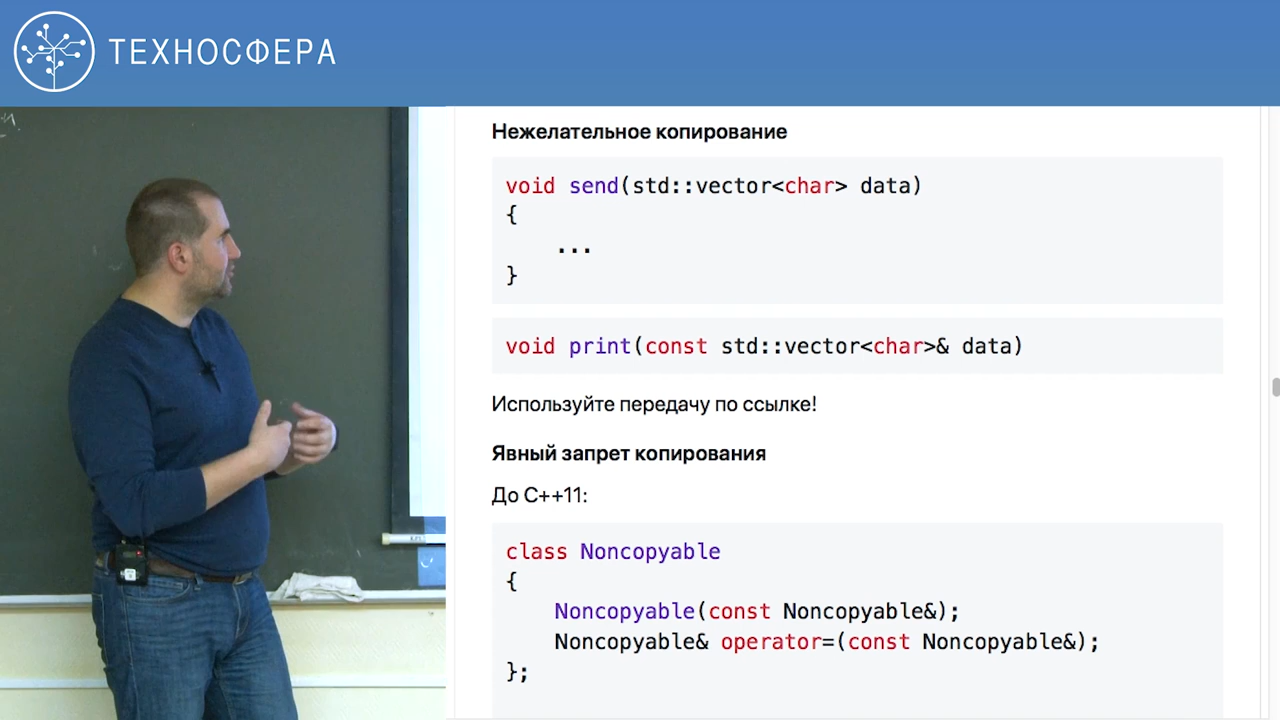 ТЕХНОСФЕРА
Нежелательное копирование
void send(std::vector<char> data)
{
...
}
void print(const std::vector<char>& data)
Используйте передачу по ссылке!
Явный запрет копирования
До C++11:
class Noncopyable
{
Noncopyable(const Noncopyable&);
Noncopyable& operator=(const Noncopyable&);
};